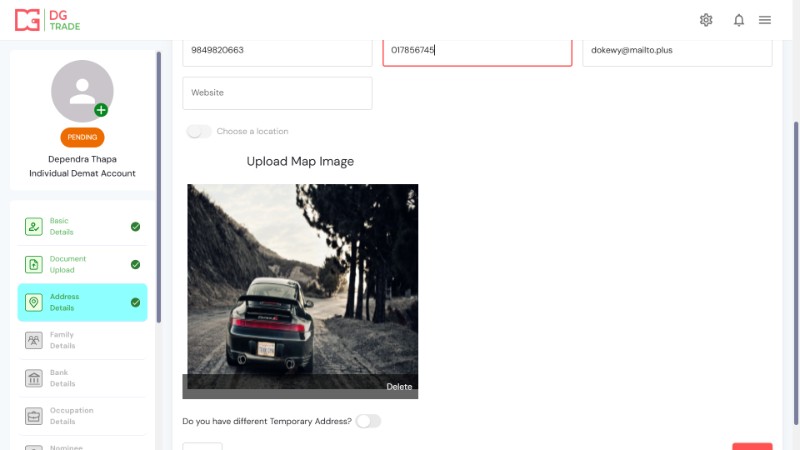 DG
TRADE
9849820663
017856745
dokewy@mailto.plus
Website
Choose a location
Upload Map Image
Delete
Do you have different Temporary Address?
PENDING
Dependra Thapa
Individual Demat Account
Basic
Details
Document
Upload
Address
Details
Family
Details
Bank
Details
Occupation
Details
Nominee